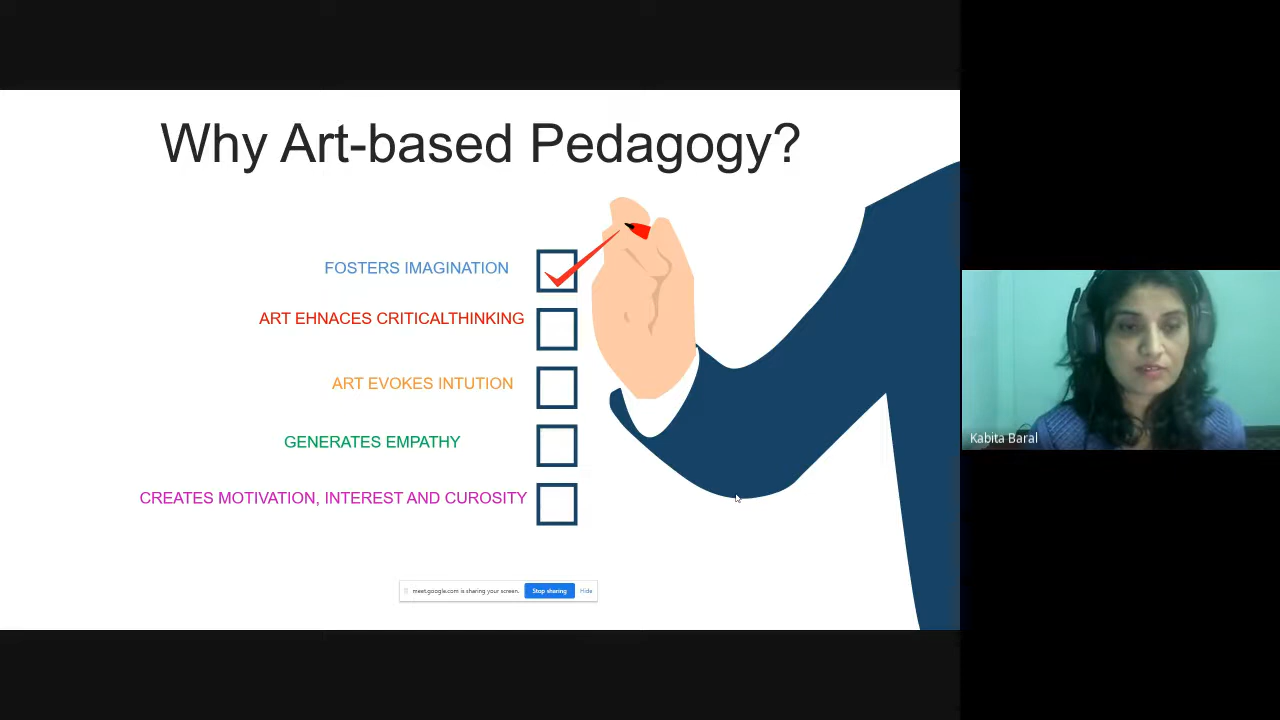 Why Art-based Pedagogy?
FOSTERS IMAGINATION
ART EHNACES CRITICALTHINKING
ART EVOKES INTUTION
GENERATES EMPATHY
CREATES MOTIVATION, INTEREST AND CUROSITY
Kabita Baral
meet.google.com is sharing your screen. Stop sharing Hide